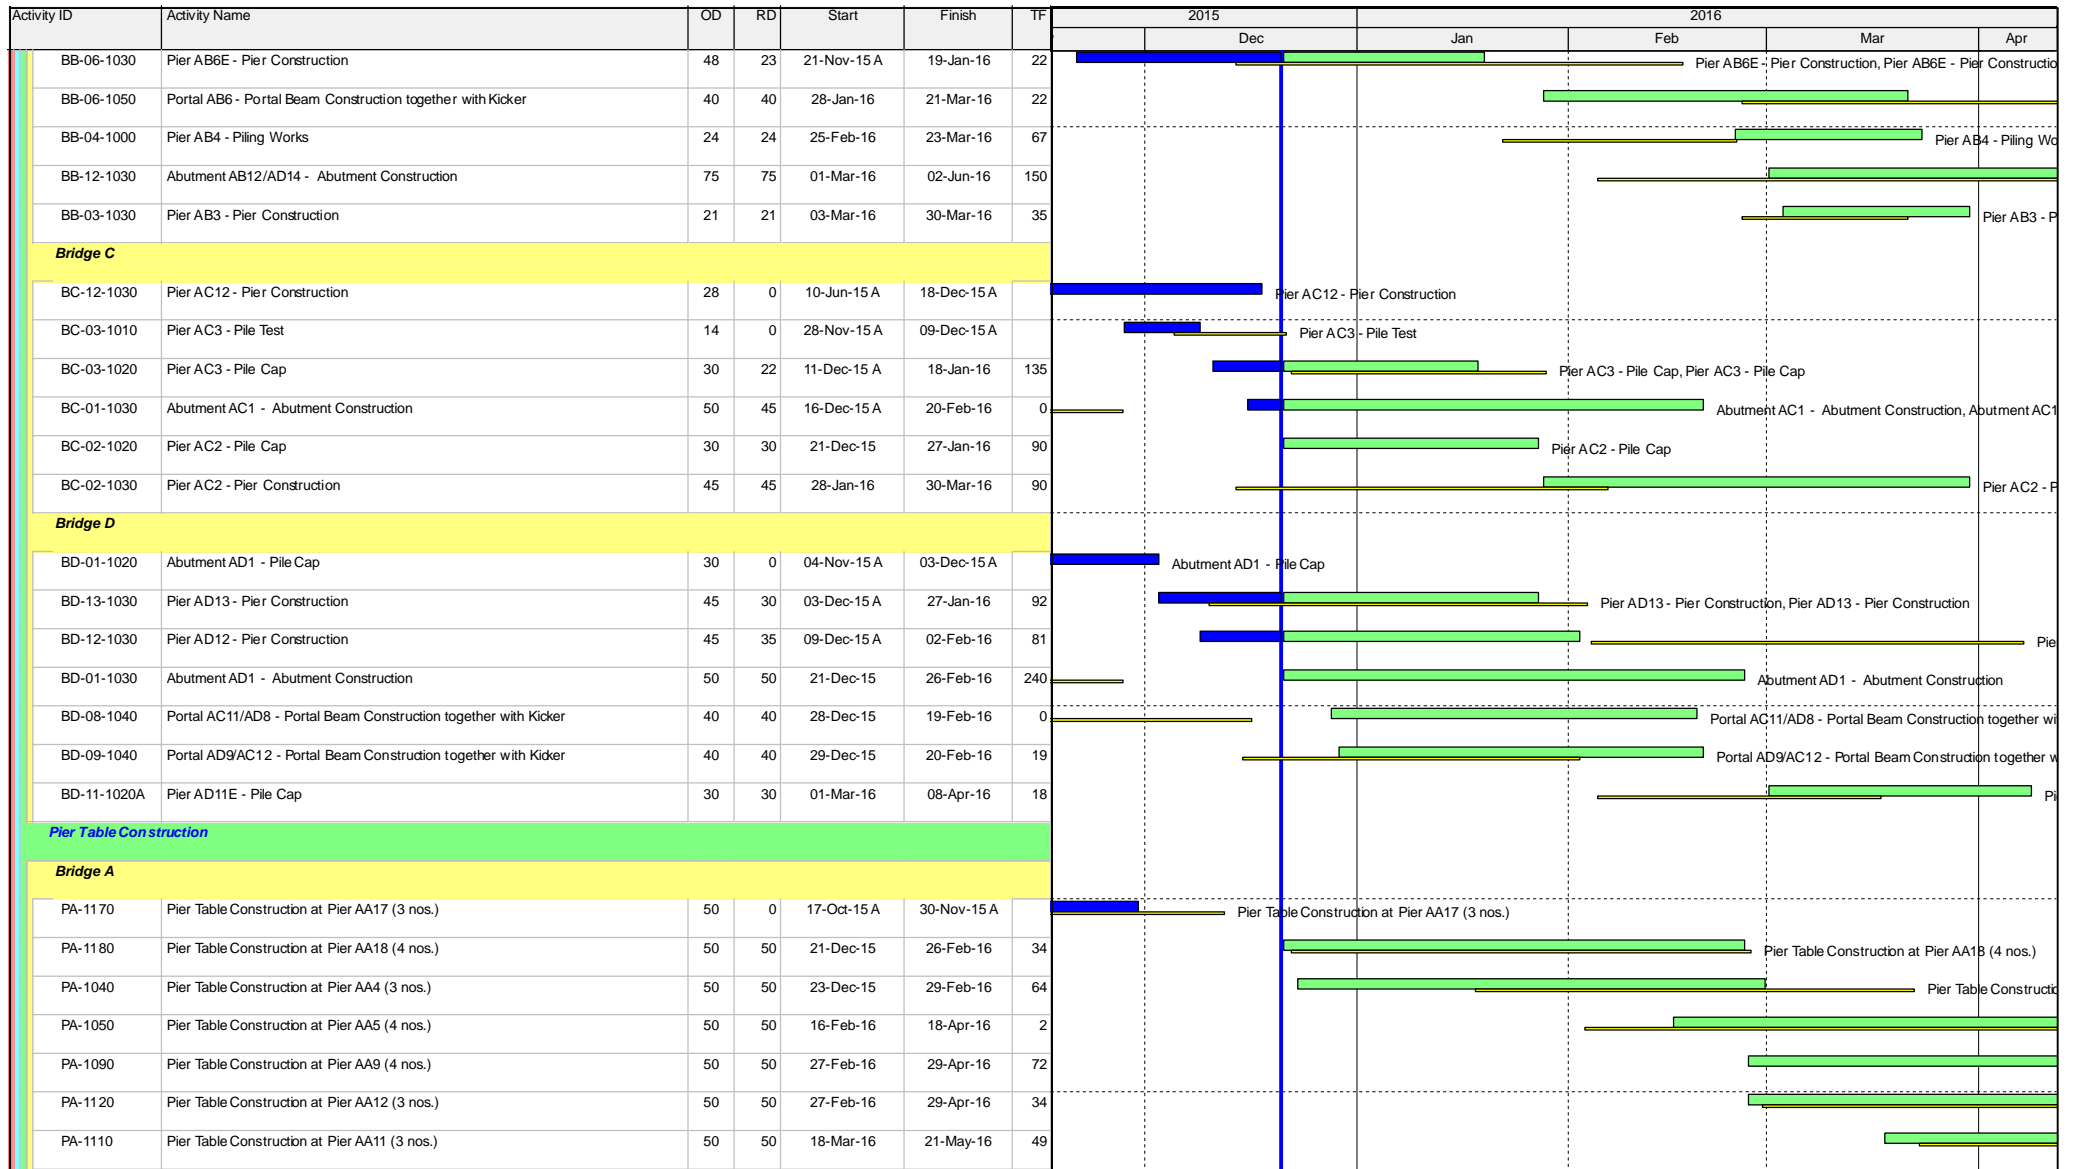 Activity ID Activity Name OD RD Start Finish TF 2015 2016
Dec Jan Feb Mar Apr
BB-06-1030 Pier AB6E - Pier Construction 48 23 21-Nov-15 A 19-Jan-16 22 Pier AB6E - Pier Construction, Pier AB6E - Pier Constructio
BB-06-1050 Portal AB6 - Portal Beam Construction together with Kicker 40 40 28-Jan-16 21-Mar-16 22
BB-04-1000 Pier AB4 - Piling Works 24 24 25-Feb-16 23-Mar-16 67 Pier AB4 - Piling Wo
BB-12-1030 Abutment AB12/AD14 - Abutment Construction 75 75 01-Mar-16 02-Jun-16 150
BB-03-1030 Pier AB3 - Pier Construction 21 21 03-Mar-16 30-Mar-16 35 Pier AB3 - P
Bridge C
BC-12-1030 Pier AC12 - Pier Construction 28 0 10-Jun-15 A 18-Dec-15 A Pier AC12 - Pier Construction
BC-03-1010 Pier AC3 - Pile Test 14 0 28-Nov-15 A 09-Dec-15 A Pier AC3 - Pile Test
BC-03-1020 Pier AC3 - Pile Cap 30 22 11-Dec-15 A 18-Jan-16 135 Pier AC3 - Pile Cap, Pier AC3 - Pile Cap
BC-01-1030 Abutment AC1 - Abutment Construction 50 45 16-Dec-15 A 20-Feb-16 0 Abutment AC1 - Abutment Construction, Abutment AC1
BC-02-1020 Pier AC2 - Pile Cap 30 30 21-Dec-15 27-Jan-16 90 Pier AC2 - Pile Cap
BC-02-1030 Pier AC2 - Pier Construction 45 45 28-Jan-16 30-Mar-16 90 Pier AC2 - P
Bridge D
BD-01-1020 Abutment AD1 - Pile Cap 30 0 04-Nov-15 A 03-Dec-15 A Abutment AD1 - Pile Cap
BD-13-1030 Pier AD13 - Pier Construction 45 30 03-Dec-15 A 27-Jan-16 92 Pier AD13 - Pier Construction, Pier AD13 - Pier Construction
BD-12-1030 Pier AD12 - Pier Construction 45 35 09-Dec-15 A 02-Feb-16 81 Pie
BD-01-1030 Abutment AD1 - Abutment Construction 50 50 21-Dec-15 26-Feb-16 240 Abutment AD1 - Abutment Construction
BD-08-1040 Portal AC11/AD8 - Portal Beam Construction together with Kicker 40 40 28-Dec-15 19-Feb-16 0 Portal AC11/AD8 - Portal Beam Construction together wi
BD-09-1040 Portal AD9/AC12 - Portal Beam Construction together with Kicker 40 40 29-Dec-15 20-Feb-16 19 Portal AD9/AC12 - Portal Beam Construction together w
BD-11-1020A Pier AD11E - Pile Cap 30 30 01-Mar-16 08-Apr-16 18 Pi
Pier Table Construction
Bridge A
PA-1170 Pier Table Construction at Pier AA17 (3 nos.) 50 0 17-Oct-15 A 30-Nov-15 A Pier Table Construction at Pier AA17 (3 nos.)
PA-1180 Pier Table Construction at Pier AA18 (4 nos.) 50 50 21-Dec-15 26-Feb-16 34 Pier Table Construction at Pier AA18 (4 nos.)
PA-1040 Pier Table Construction at Pier AA4 (3 nos.) 50 50 23-Dec-15 29-Feb-16 64 Pier Table Constructio
PA-1050 Pier Table Construction at Pier AA5 (4 nos.) 50 50 16-Feb-16 18-Apr-16 2
PA-1090 Pier Table Construction at Pier AA9 (4 nos.) 50 50 27-Feb-16 29-Apr-16 72
PA-1120 Pier Table Construction at Pier AA12 (3 nos.) 50 50 27-Feb-16 29-Apr-16 34
PA-1110 Pier Table Construction at Pier AA11 (3 nos.) 50 50 18-Mar-16 21-May-16 49